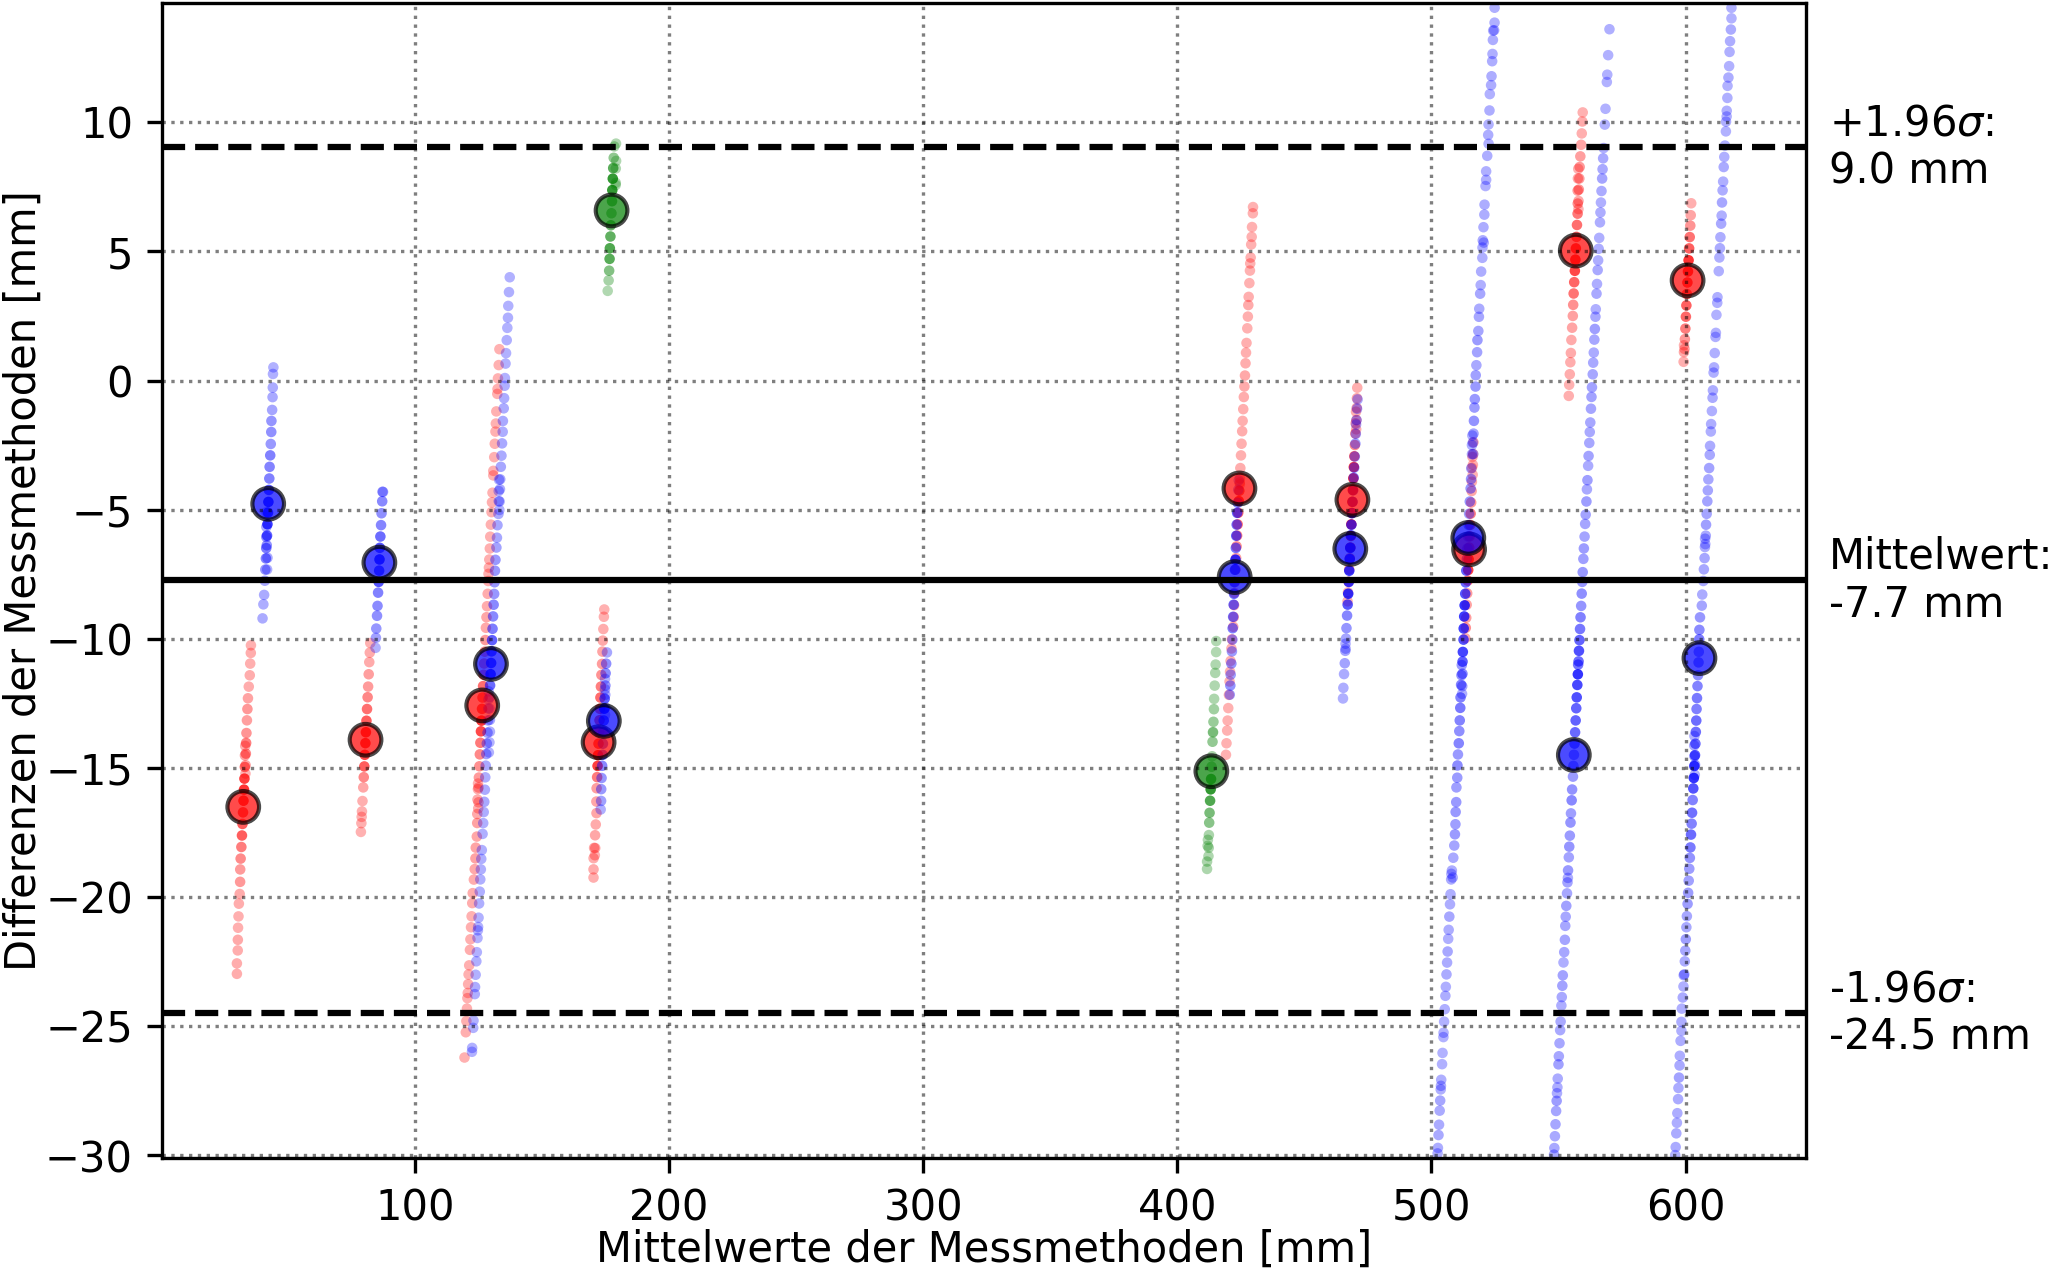 Differenzen der Messmethoden [mm]
10
5
0
−5
−10
−15
−20
−25
−30
100
200
300
400
500
600
Mittelwerte der Messmethoden [mm]
+1.96σ:
9.0 mm
Mittelwert:
-7.7 mm
-1.96σ:
-24.5 mm